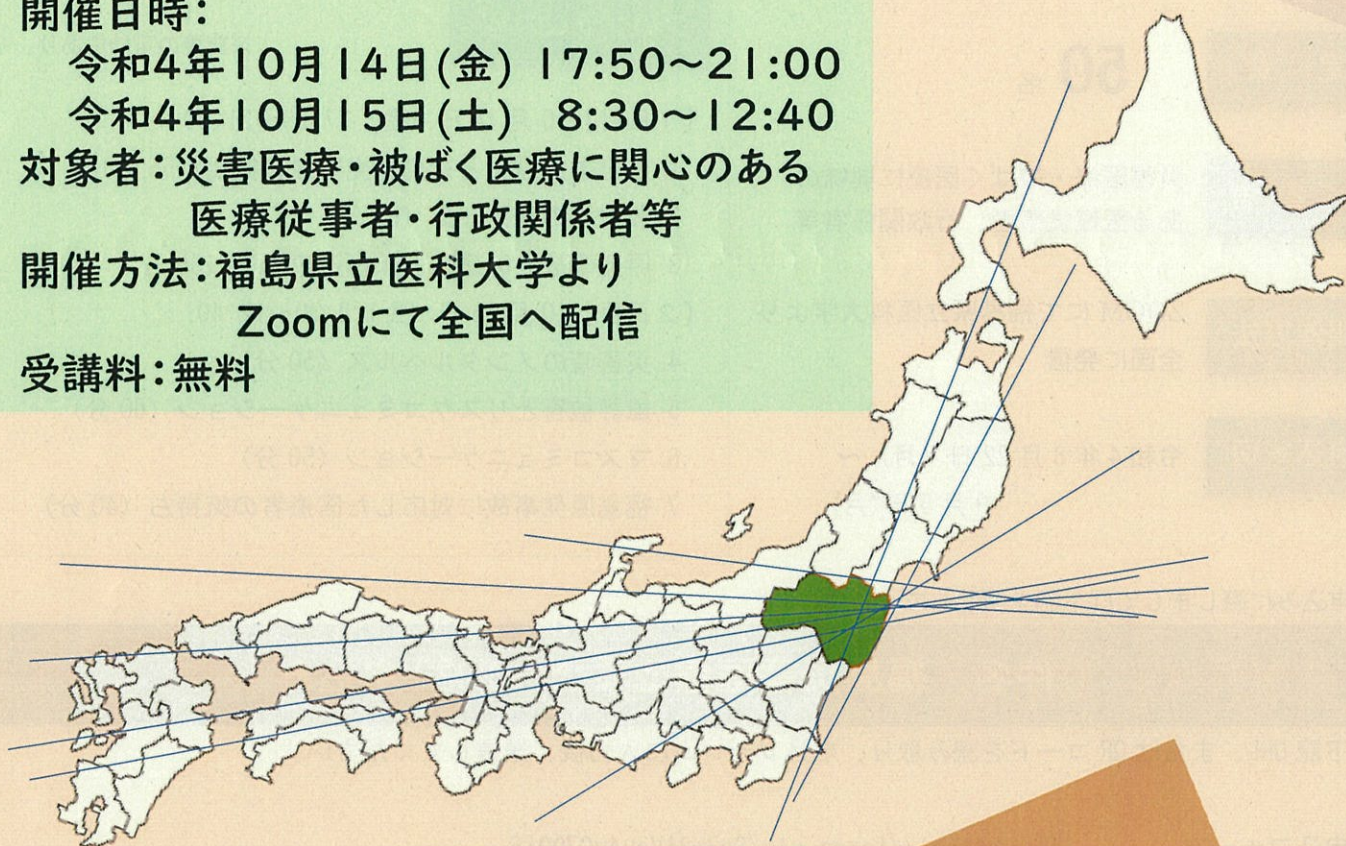 開催日時:
令和4年10月14日(金) 17:50~21:00
令和4年10月15日(土) 8:30~12:40
対象者:災害医療・被ばく医療に関心のある
医療従事者・行政関係者等
開催方法:福島県立医科大学より
Zoomにて全国へ配信
受講料:無料